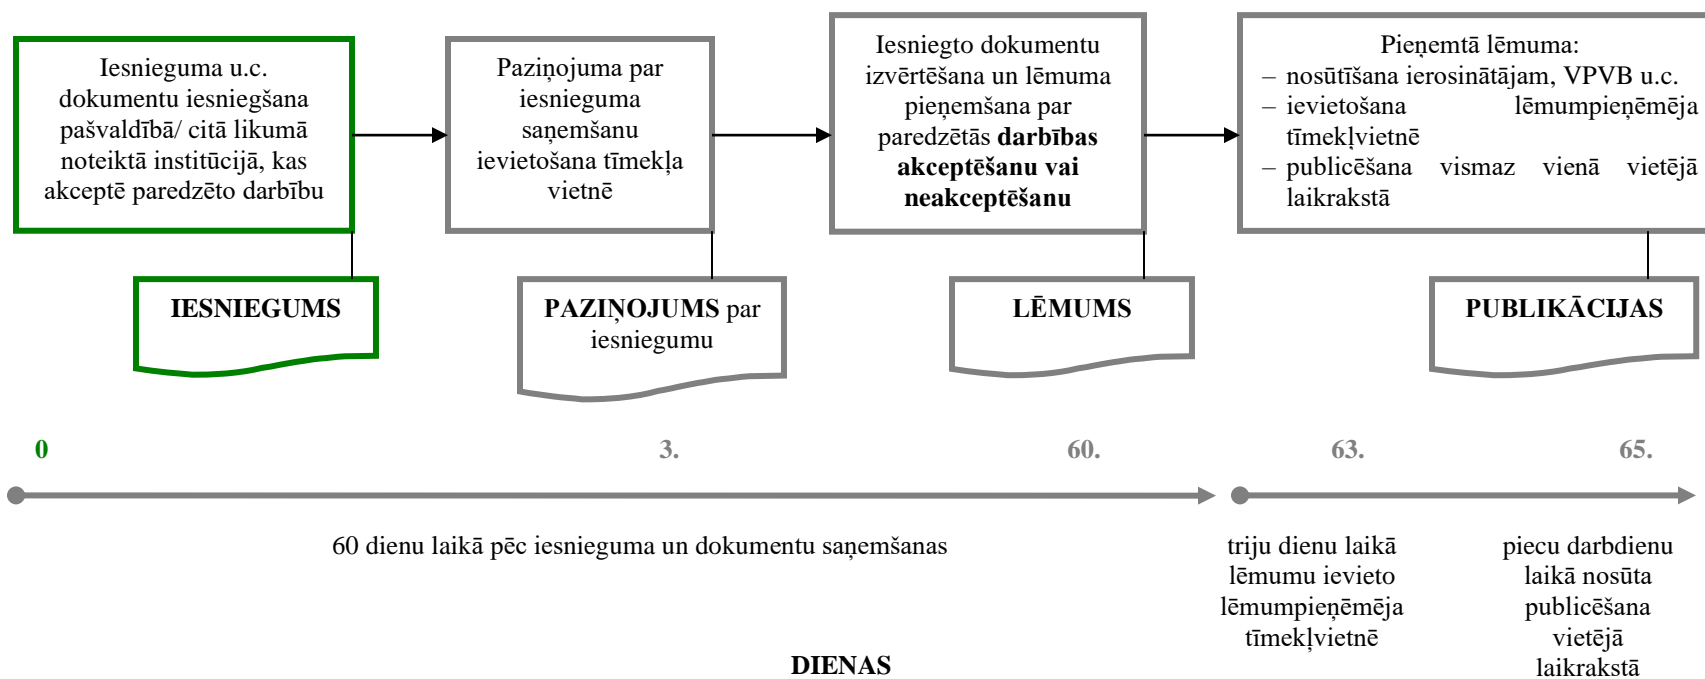 Iesnieguma u.c.
dokumentu iesniegšana
pašvaldībā/ citā likumā
noteiktā institūcijā, kas
akceptē paredzēto darbību
Paziņojuma par
iesnieguma
saņemšanu
ievietošana tīmekļa
vietnē
Iesniegto dokumentu
izvērtēšana un lēmuma
pieņemšana par
paredzētās darbības
akceptēšanu vai
neakceptēšanu
Pieņemtā lēmuma:
– nosūtīšana ierosinātājam, VPVB u.c.
– ievietošana lēmumpieņēmēja
tīmekļvietnē
– publicēšana vismaz vienā vietējā
laikrakstā
IESNIEGUMS
PAZIŅOJUMS par
iesniegumu
LĒMUMS
PUBLIKĀCIJAS
0
3.
60.
63.
65.
60 dienu laikā pēc iesnieguma un dokumentu saņemšanas
triju dienu laikā
lēmumu ievieto
lēmumpieņēmēja
tīmekļvietnē
piecu darbdienu
laikā nosūta
publicēšana
vietējā
laikrakstā
DIENAS